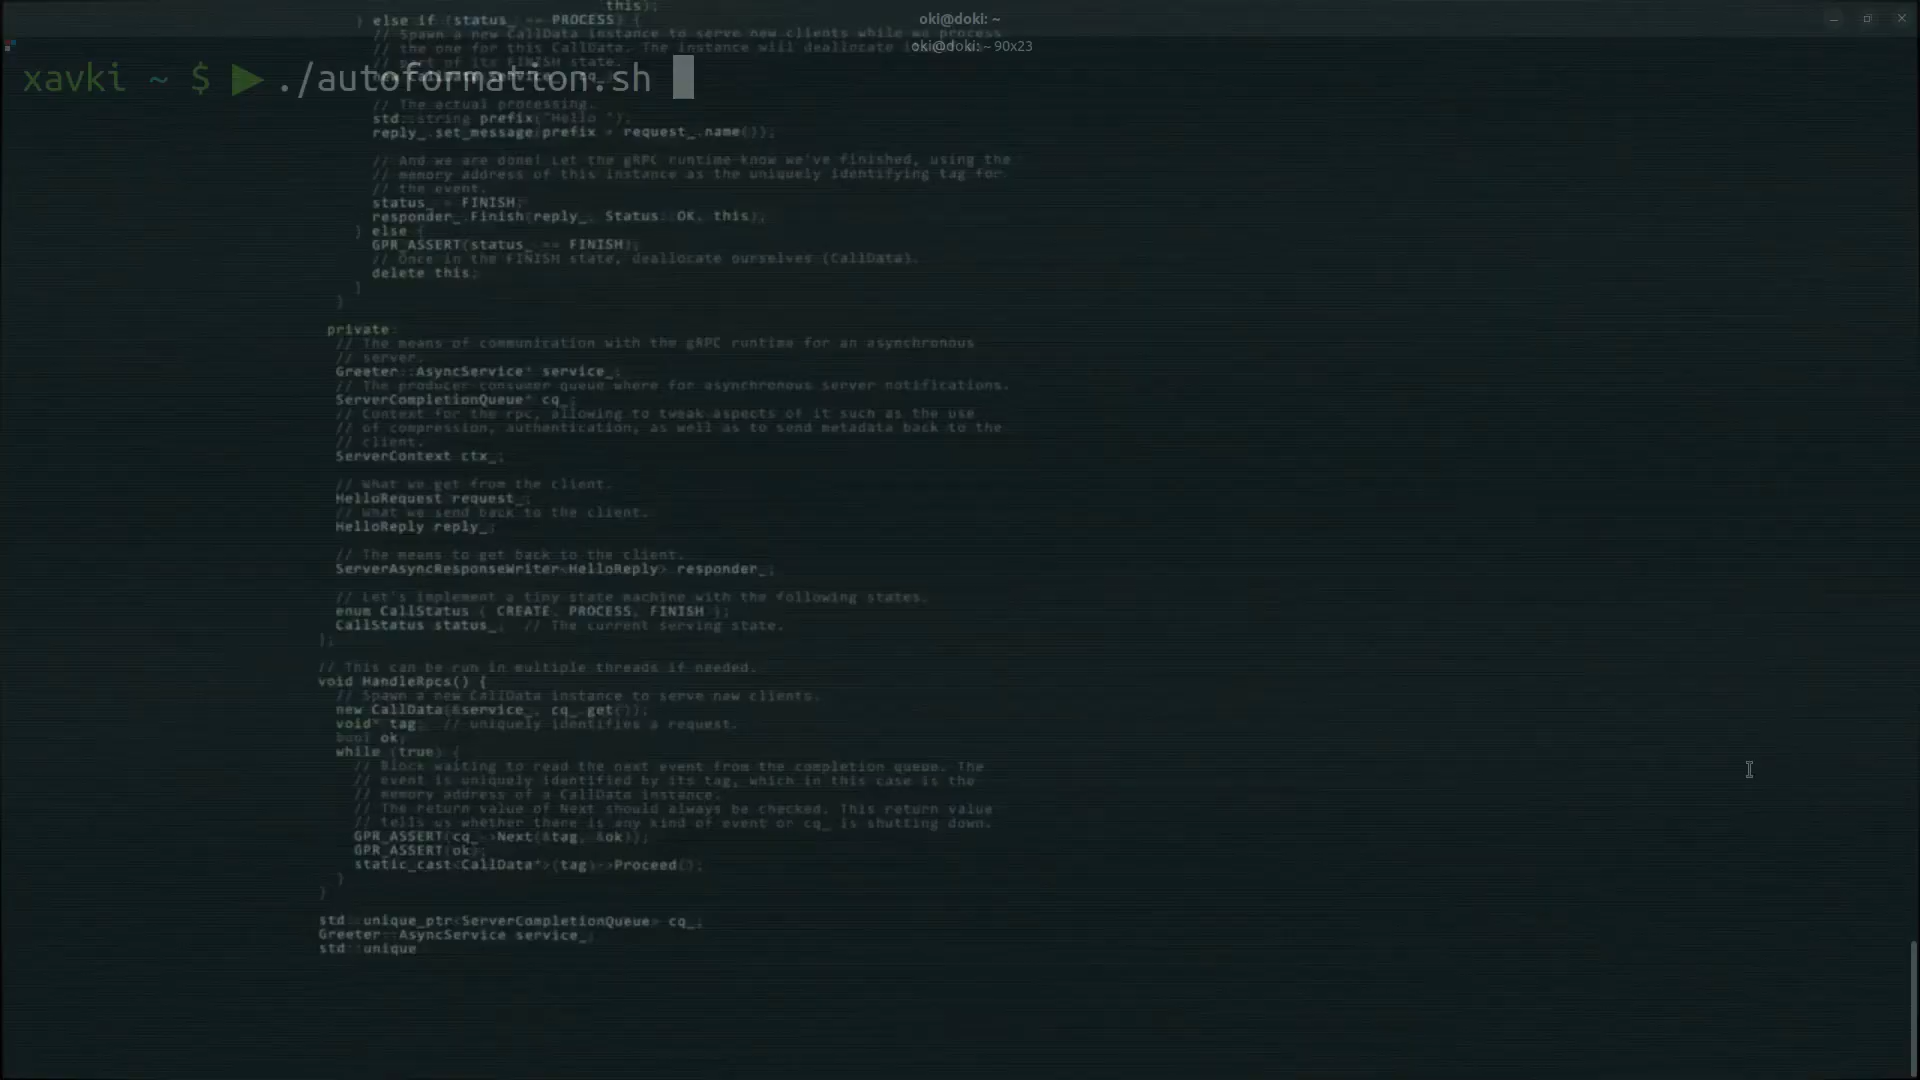 this);
} else if (status_ == PROCESS) {
oki@doki: ~
// Spawn a new CallData instance to serve new clients while we process
// the one for this CallData. The instance will deallocate
oki@doki: ~ 90x23
// part of its FINISH state.
xavki ~ $ ▶ ./autoformation.sh
// The actual processing.
std::string prefix("Hello ");
reply_.set_message(prefix + request_.name());
// And we are done! Let the gRPC runtime know we've finished, using the
// memory address of this instance as the uniquely identifying tag for
// the event.
status_ = FINISH;
responder_.Finish(reply_, Status::OK, this);
} else {
GPR_ASSERT(status_ == FINISH);
// Once in the FINISH state, deallocate ourselves (CallData).
delete this;
}
}
private:
// The means of communication with the gRPC runtime for an asynchronous
// server.
Greeter::AsyncService* service_;
// The producer consumer queue where for asynchronous server notifications.
ServerCompletionQueue* cq_;
// Context for the rpc, allowing to tweak aspects of it such as the use
// of compression, authentication, as well as to send metadata back to the
// client.
ServerContext ctx_;
// What we get from the client.
HelloRequest request_;
// What we send back to the client.
HelloReply reply_;
// The means to get back to the client.
ServerAsyncResponseWriter<HelloReply> responder_;
// Let's implement a tiny state machine with the following states.
enum CallStatus { CREATE, PROCESS, FINISH };
CallStatus status_;  // The current serving state.
};
// This can be run in multiple threads if needed.
void HandleRpcs() {
// Spawn a new CallData instance to serve new clients.
new CallData(&service_, cq_.get());
void* tag;  // uniquely identifies a request.
bool ok;
while (true) {
// Block waiting to read the next event from the completion queue. The
// event is uniquely identified by its tag, which in this case is the
// memory address of a CallData instance.
// The return value of Next should always be checked. This return value
// tells us whether there is any kind of event or cq_ is shutting down.
GPR_ASSERT(cq_->Next(&tag, &ok));
GPR_ASSERT(ok);
static_cast<CallData*>(tag)->Proceed();
}
}
std::unique_ptr<ServerCompletionQueue> cq_;
Greeter::AsyncService service_;
std::unique